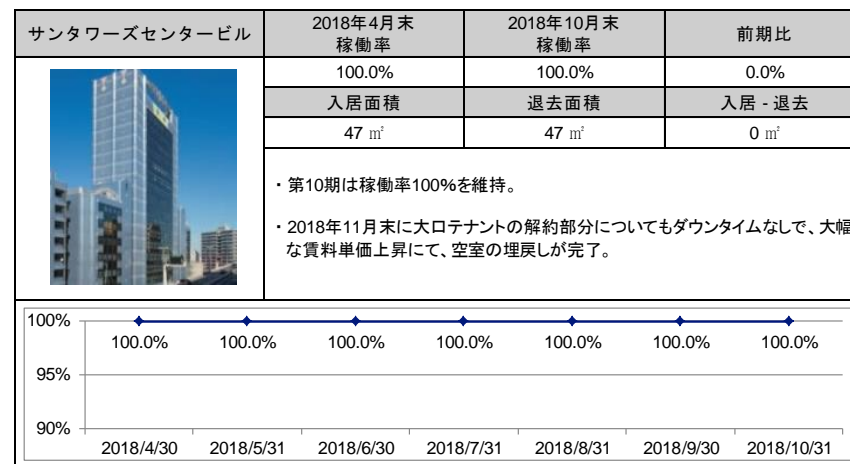 サンタワーズセンタービル
2018年4月末
稼働率
2018年10月末
稼働率
前期比
100.0%
100.0%
0.0%
入居面積
退去面積
入居 - 退去
47 ㎡
47 ㎡
0 ㎡
・ 第10期は稼働率100%を維持。
・ 2018年11月末に大口テナントの解約部分についてもダウンタイムなしで、大幅
な賃料単価上昇にて、空室の埋戻しが完了。
100%
95%
90%
100.0% 100.0% 100.0% 100.0% 100.0% 100.0% 100.0%
2018/4/30 2018/5/31 2018/6/30 2018/7/31 2018/8/31 2018/9/30 2018/10/31